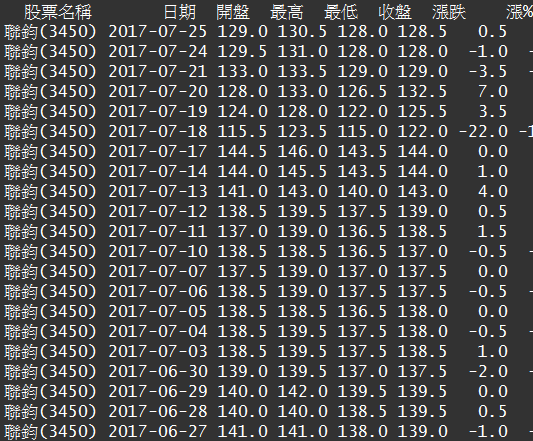 股票名稱 日期 開盤 最高 最低 收盤 漲跌 漲%
聯鈞(3450) 2017-07-25 129.0 130.5 128.0 128.5 0.5
聯鈞(3450) 2017-07-24 129.5 131.0 128.0 128.0 -1.0 -
聯鈞(3450) 2017-07-21 133.0 133.5 129.0 129.0 -3.5 -
聯鈞(3450) 2017-07-20 128.0 133.0 126.5 132.5 7.0
聯鈞(3450) 2017-07-19 124.0 128.0 122.0 125.5 3.5
聯鈞(3450) 2017-07-18 115.5 123.5 115.0 122.0 -22.0 -1
聯鈞(3450) 2017-07-17 144.5 146.0 143.5 144.0 0.0
聯鈞(3450) 2017-07-14 144.0 145.5 143.5 144.0 1.0
聯鈞(3450) 2017-07-13 141.0 143.0 140.0 143.0 4.0
聯鈞(3450) 2017-07-12 138.5 139.5 137.5 139.0 0.5
聯鈞(3450) 2017-07-11 137.0 139.0 136.5 138.5 1.5
聯鈞(3450) 2017-07-10 138.5 138.5 136.5 137.0 -0.5 -
聯鈞(3450) 2017-07-07 137.5 139.0 137.0 137.5 0.0
聯鈞(3450) 2017-07-06 138.5 139.0 137.5 137.5 -0.5 -
聯鈞(3450) 2017-07-05 138.5 138.5 136.5 138.0 0.0
聯鈞(3450) 2017-07-04 138.5 139.5 137.5 138.0 -0.5 -
聯鈞(3450) 2017-07-03 138.5 139.5 137.5 138.5 1.0
聯鈞(3450) 2017-06-30 139.0 139.5 137.0 137.5 -2.0 -
聯鈞(3450) 2017-06-29 140.0 142.0 139.5 139.5 0.0
聯鈞(3450) 2017-06-28 140.0 140.0 138.5 139.5 0.5
聯鈞(3450) 2017-06-27 141.0 141.0 138.0 139.0 -1.0 -